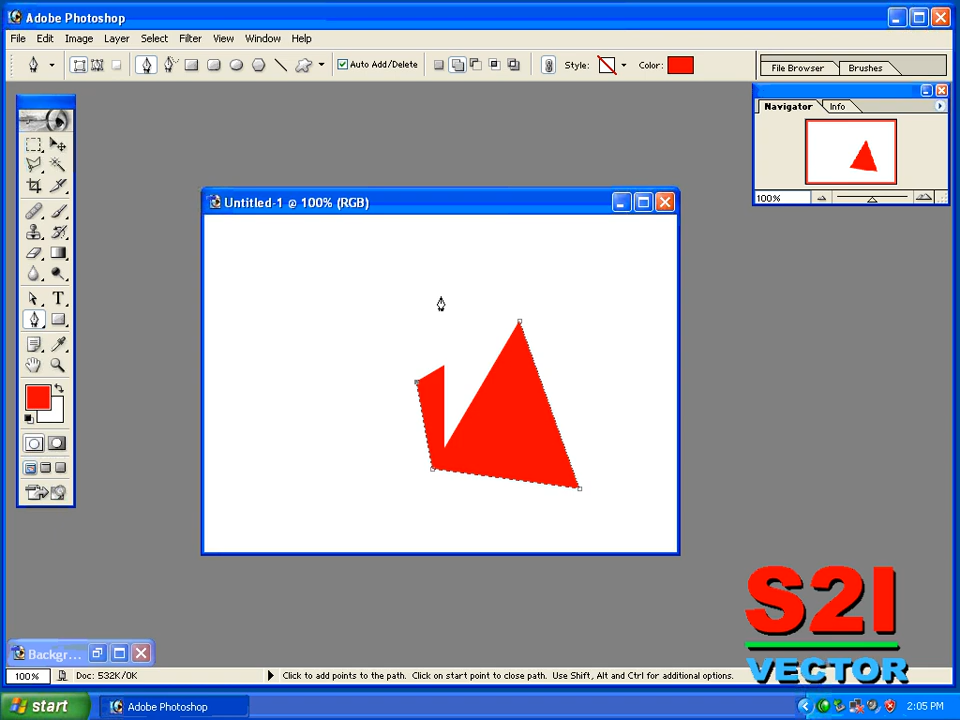 Adobe Photoshop
File Edit Image Layer Select Filter View Window Help
Auto Add/Delete Style: Color: File Browser Brushes
Navigator Info
100%
Untitled-1 @ 100% (RGB)
T
S2I
VECTOR
Backgr...
100% Doc: 532K/0K Click to add points to the path. Click on start point to close path. Use Shift, Alt and Ctrl for additional options.
start Adobe Photoshop 2:05 PM